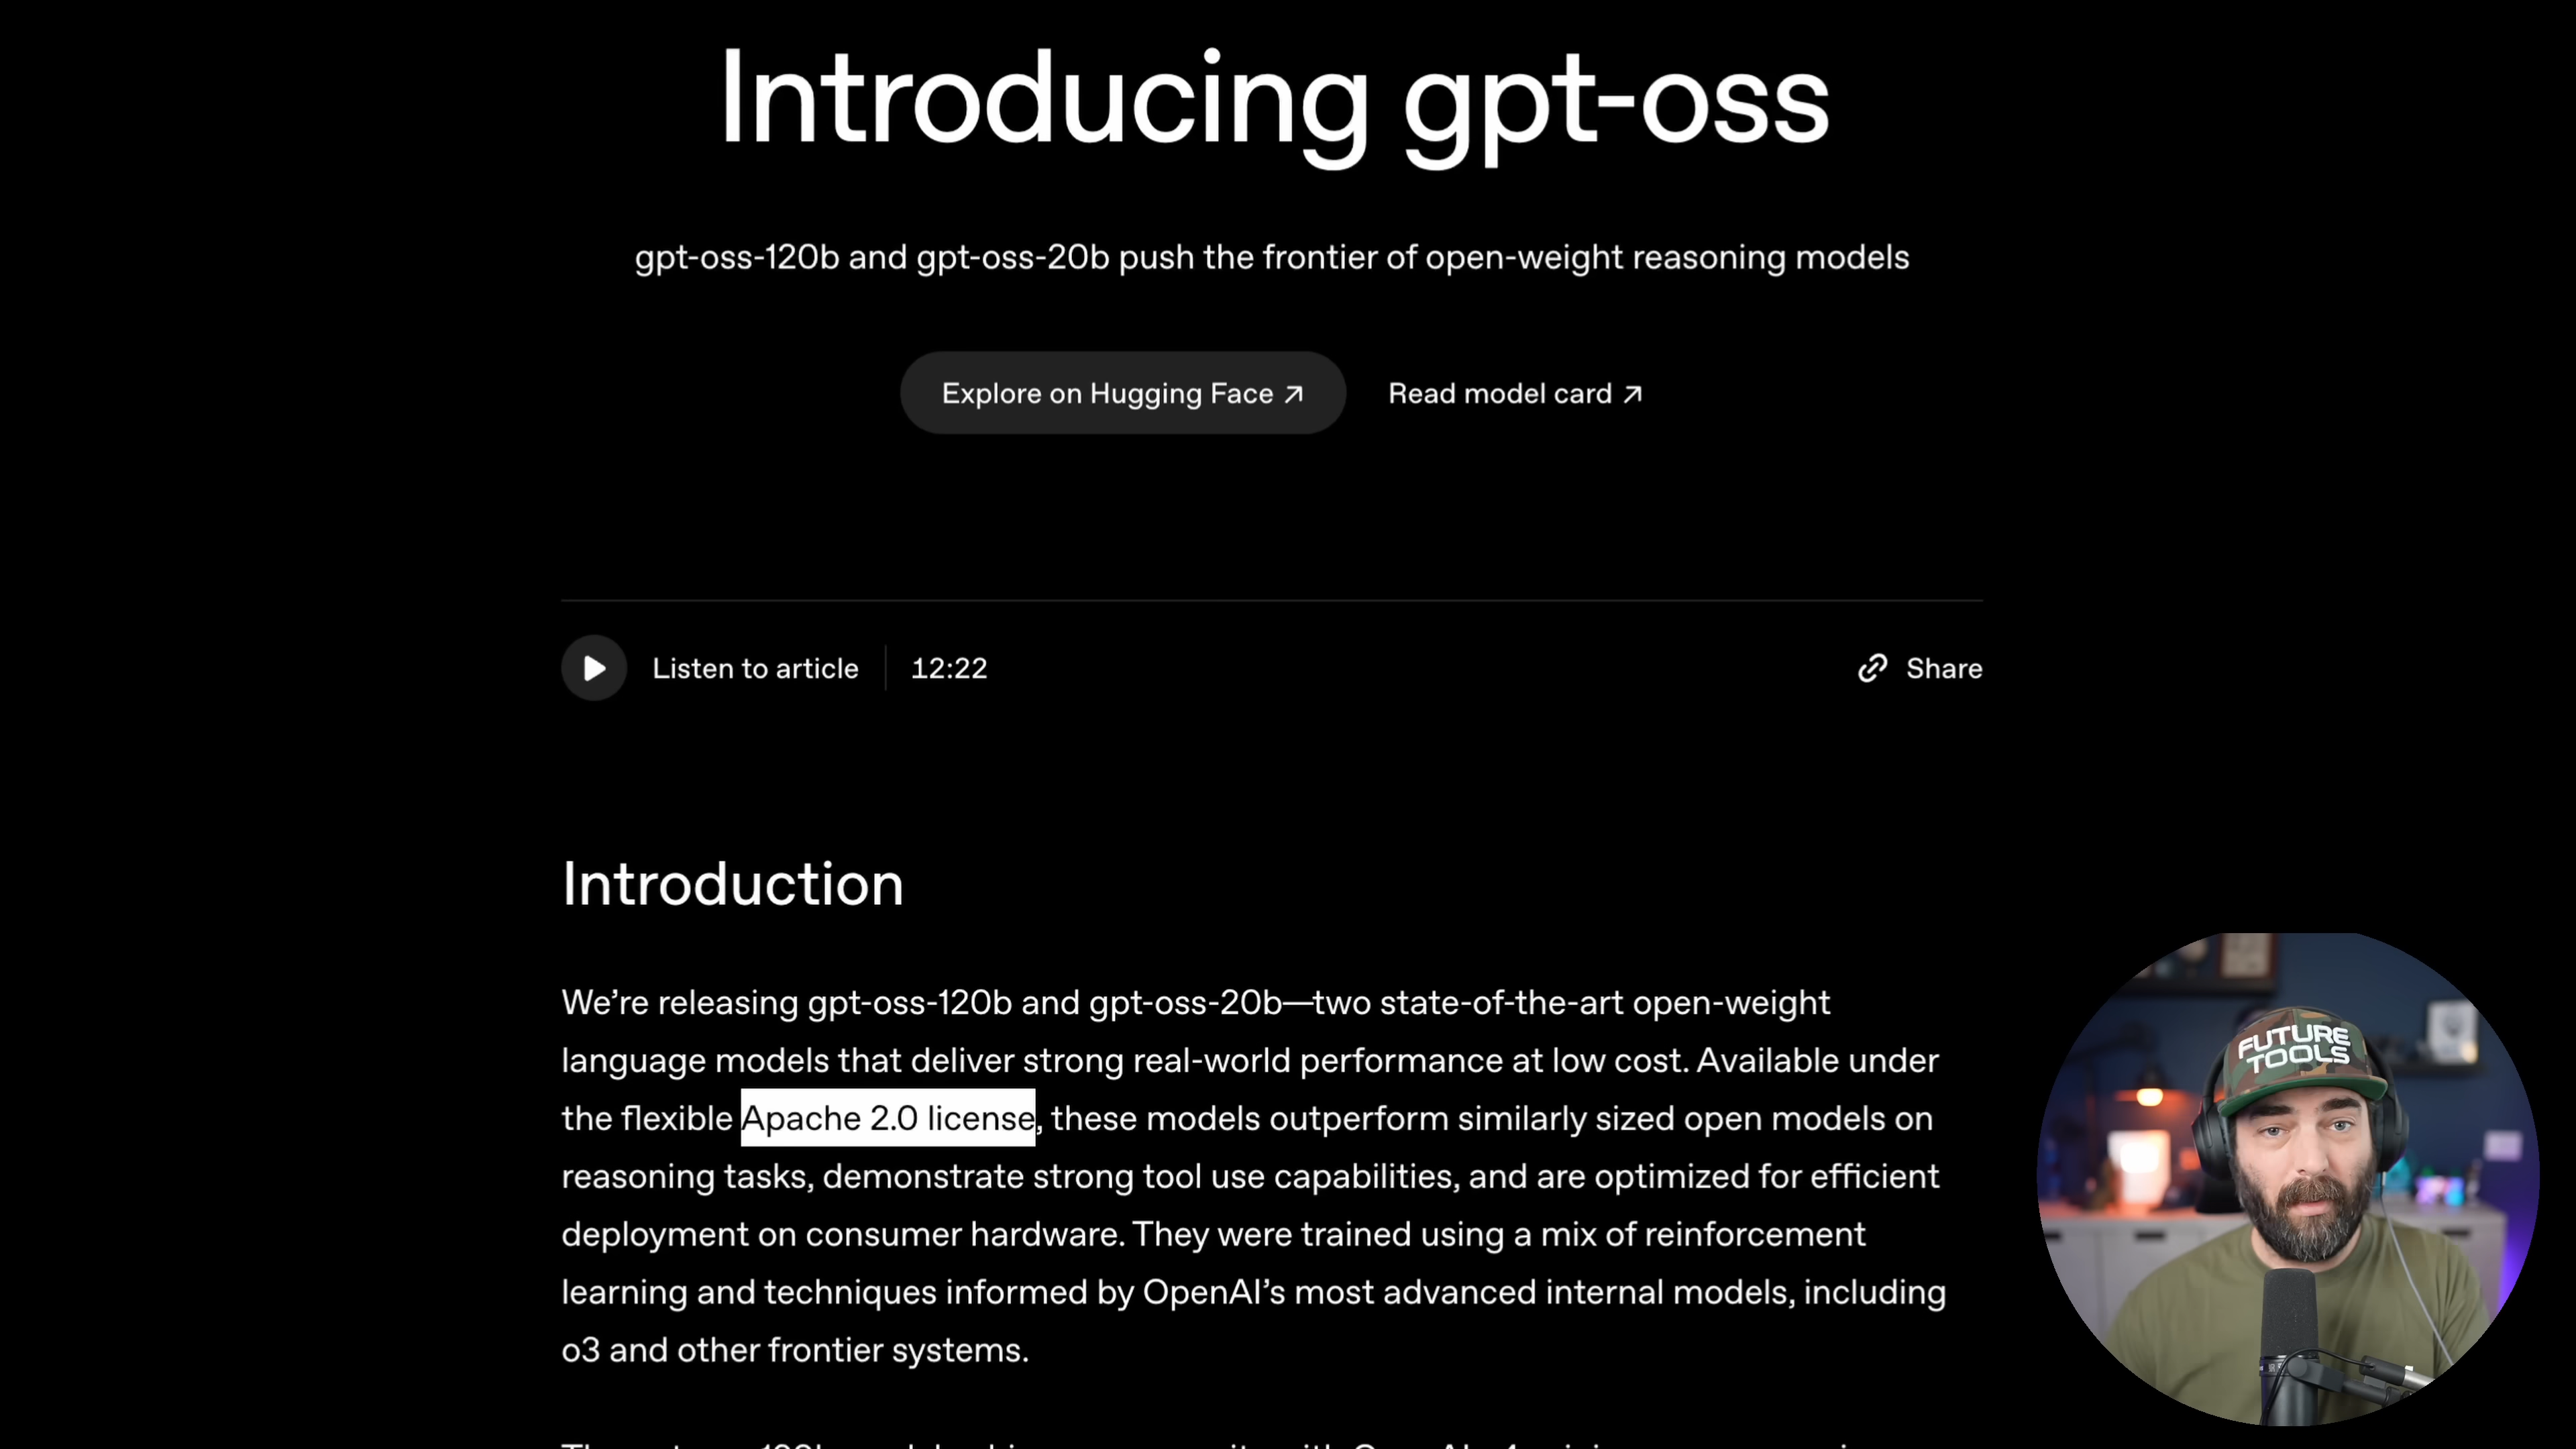 Introducing gpt-oss
gpt-oss-120b and gpt-oss-20b push the frontier of open-weight reasoning models
Explore on Hugging Face ↗ Read model card ↗
Listen to article 12:22 Share
Introduction
We’re releasing gpt-oss-120b and gpt-oss-20b—two state-of-the-art open-weight
language models that deliver strong real-world performance at low cost. Available under
the flexible Apache 2.0 license, these models outperform similarly sized open models on
reasoning tasks, demonstrate strong tool use capabilities, and are optimized for efficient
deployment on consumer hardware. They were trained using a mix of reinforcement
learning and techniques informed by OpenAI’s most advanced internal models, including
o3 and other frontier systems.
FUTURE
TOOLS